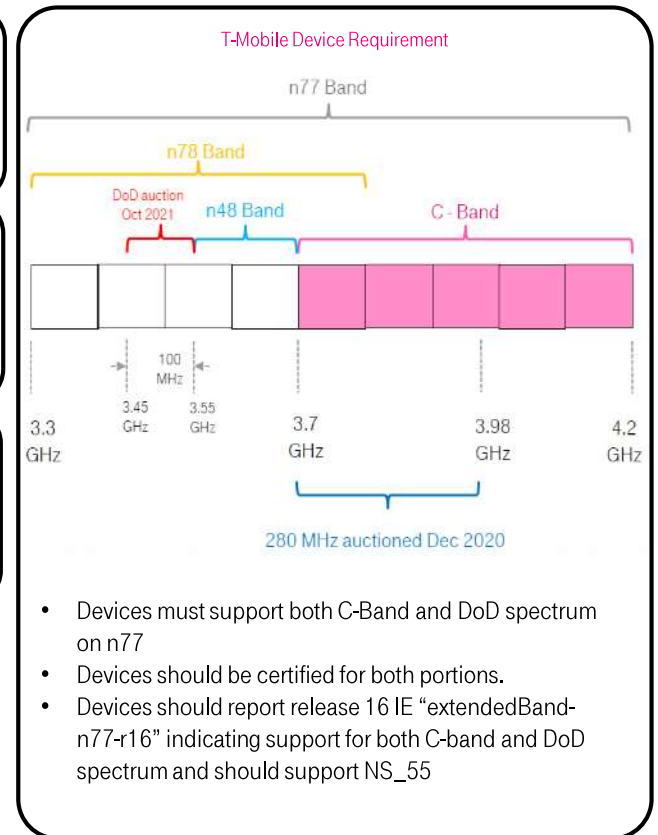 T-Mobile Device Requirement
n77 Band
n78 Band
DoD auction
Oct 2021
n48 Band
C - Band
100
MHz
3.45
GHz
3.55
GHz
3.3
GHz
3.7
GHz
3.98
GHz
4.2
GHz
280 MHz auctioned Dec 2020
• Devices must support both C-Band and DoD spectrum
on n77
• Devices should be certified for both portions.
• Devices should report release 16 IE “extendedBand-
n77-r16” indicating support for both C-band and DoD
spectrum and should support NS_55